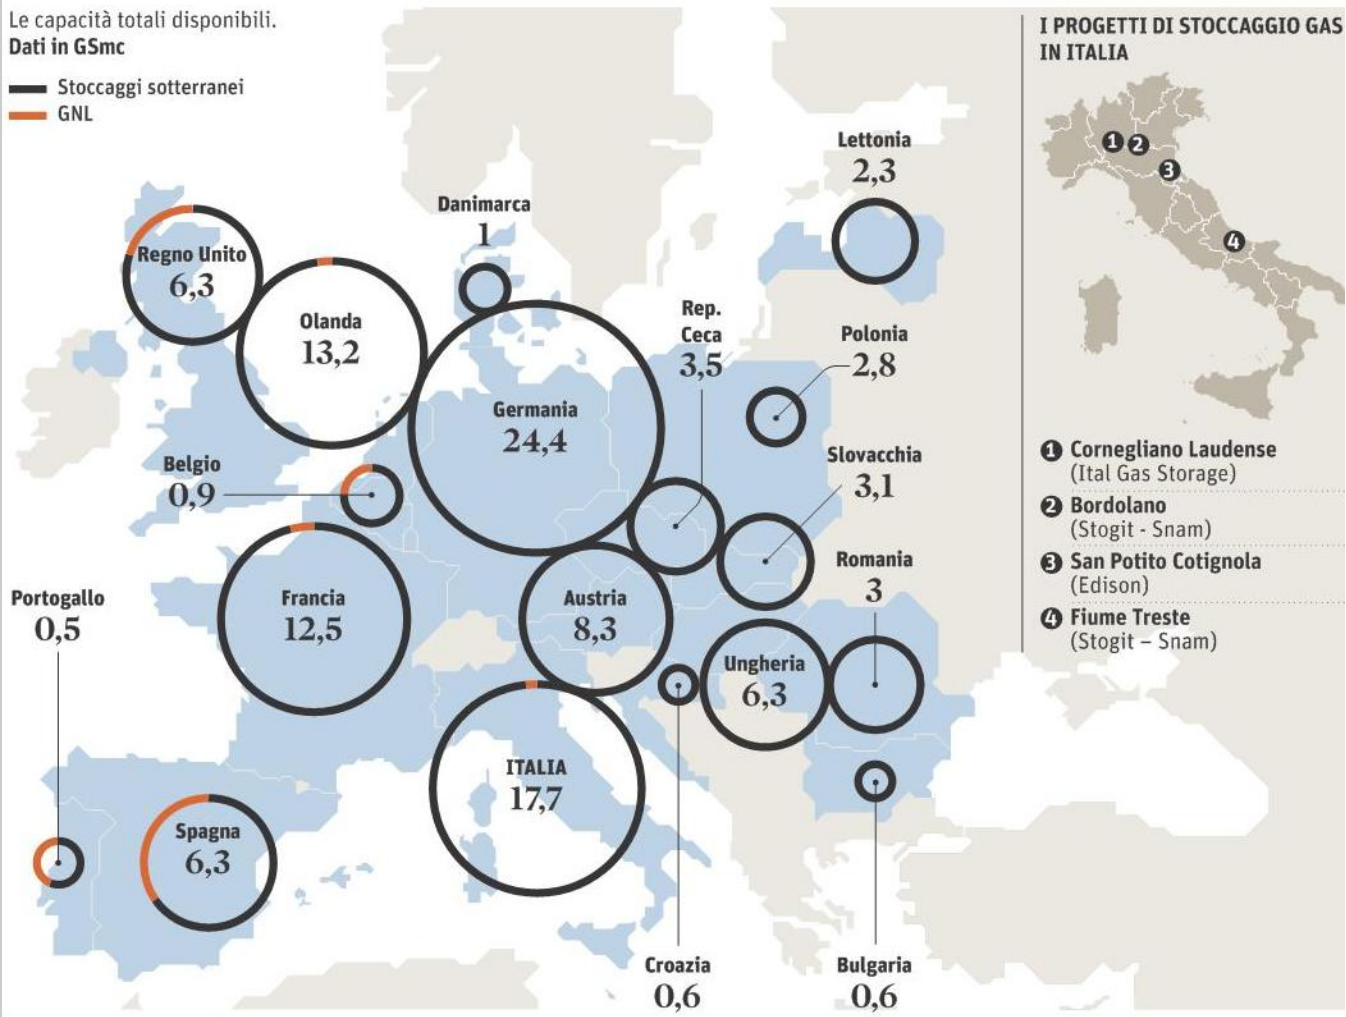 Le capacità totali disponibili.
Dati in GSmc
Stoccaggi sotterranei
GNL
Regno Unito
6,3
Olanda
13,2
Danimarca
1
Lettonia
2,3
Germania
24,4
Rep.
Ceca
3,5
Polonia
2,8
Slovacchia
3,1
Belgio
0,9
Francia
12,5
Austria
8,3
Romania
3
Portogallo
0,5
Ungheria
6,3
ITALIA
17,7
Spagna
6,3
Croazia
0,6
Bulgaria
0,6
I PROGETTI DI STOCCAGGIO GAS
IN ITALIA
1
2
3
4
1 Cornegliano Laudense
(Ital Gas Storage)
2 Bordolano
(Stogit - Snam)
3 San Potito Cotignola
(Edison)
4 Fiume Treste
(Stogit – Snam)